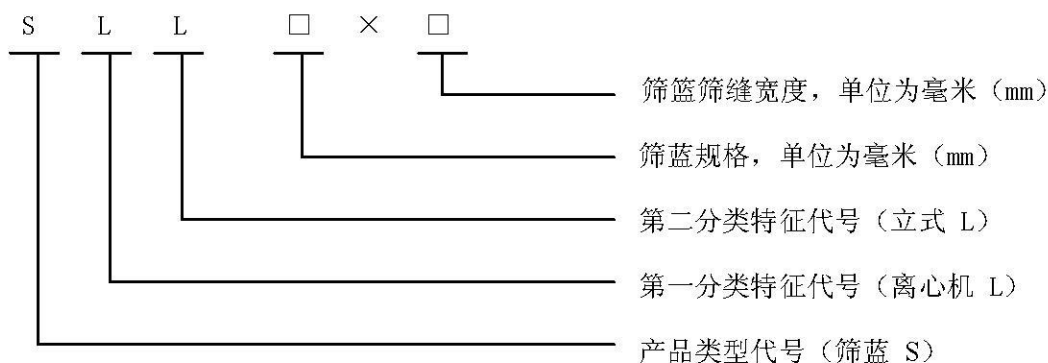 S L L □ × □
筛篮筛缝宽度，单位为毫米（mm）
筛蓝规格，单位为毫米（mm）
第二分类特征代号（立式 L）
第一分类特征代号（离心机 L）
产品类型代号（筛蓝 S）